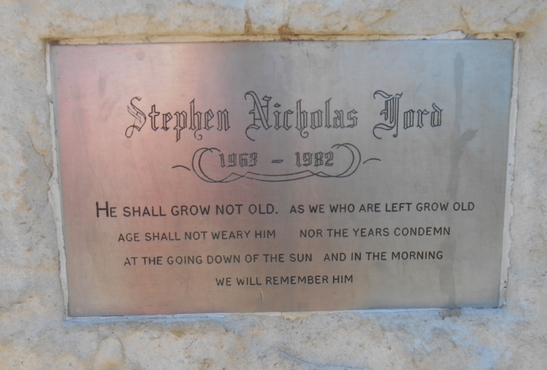 Stephen Nicholas Ford
1963 - 1982
HE SHALL GROW NOT OLD. AS WE WHO ARE LEFT GROW OLD
AGE SHALL NOT WEARY HIM NOR THE YEARS CONDEMN
AT THE GOING DOWN OF THE SUN AND IN THE MORNING
WE WILL REMEMBER HIM